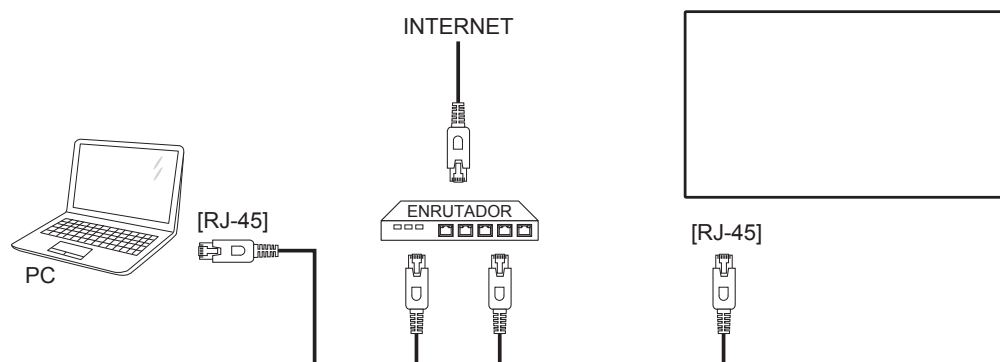 INTERNET
ENRUTADOR
[RJ-45]
[RJ-45]
PC